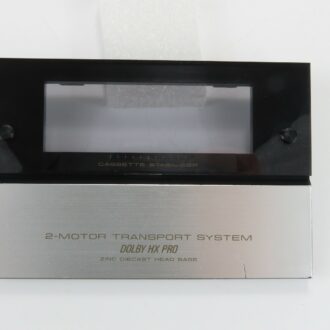 CASSETTE STABILIZER
2-MOTOR TRANSPORT SYSTEM
DOLBY HX PRO
ZINC DIECAST HEAD BASE